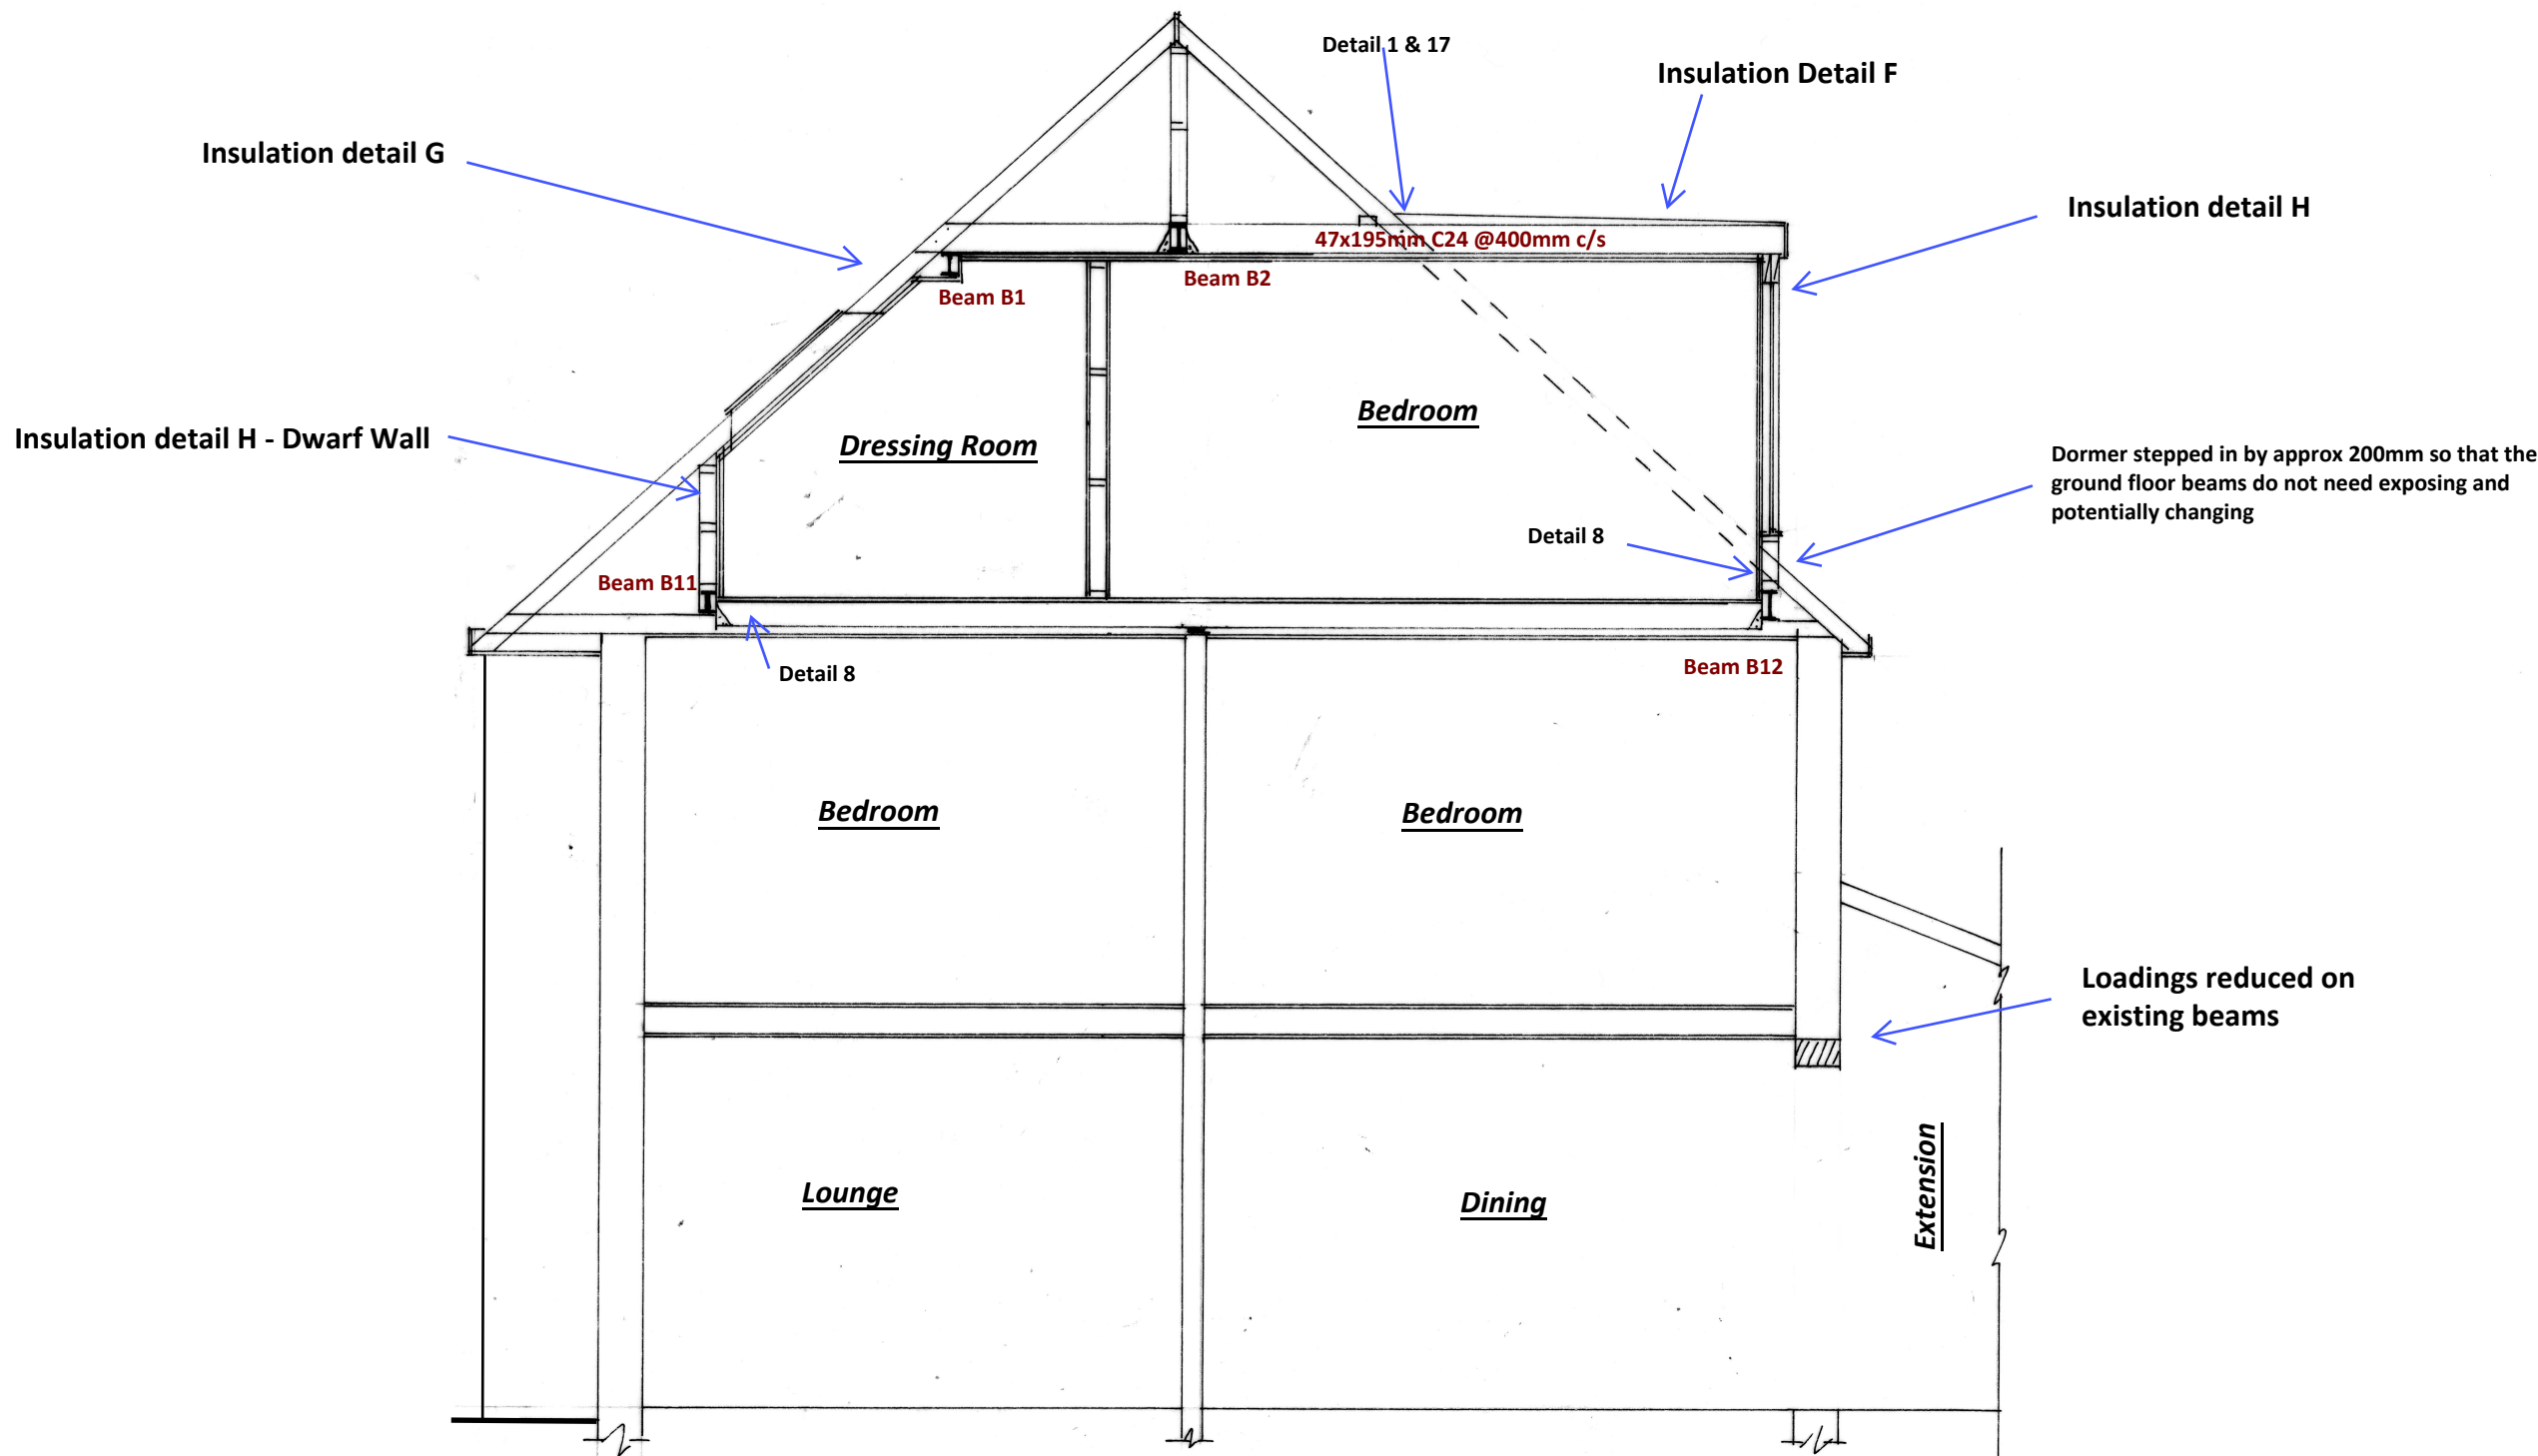 Detail 1 & 17
Insulation Detail F
Insulation detail G
Insulation detail H
47x195mm C24 @400mm c/s
Beam B2
Beam B1
Bedroom
Dressing Room
Insulation detail H - Dwarf Wall
Dormer stepped in by approx 200mm so that the
ground floor beams do not need exposing and
potentially changing
Detail 8
Beam B11
Detail 8
Beam B12
Bedroom
Bedroom
Loadings reduced on
existing beams
Extension
Lounge
Dining